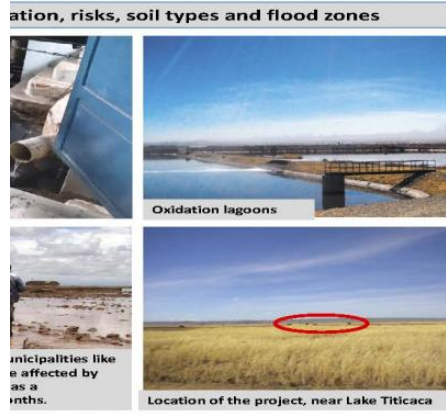 ation, risks, soil types and flood zones
Oxidation lagoons
unicipalities like
e affected by
as a
onths.
Location of the project, near Lake Titicaca